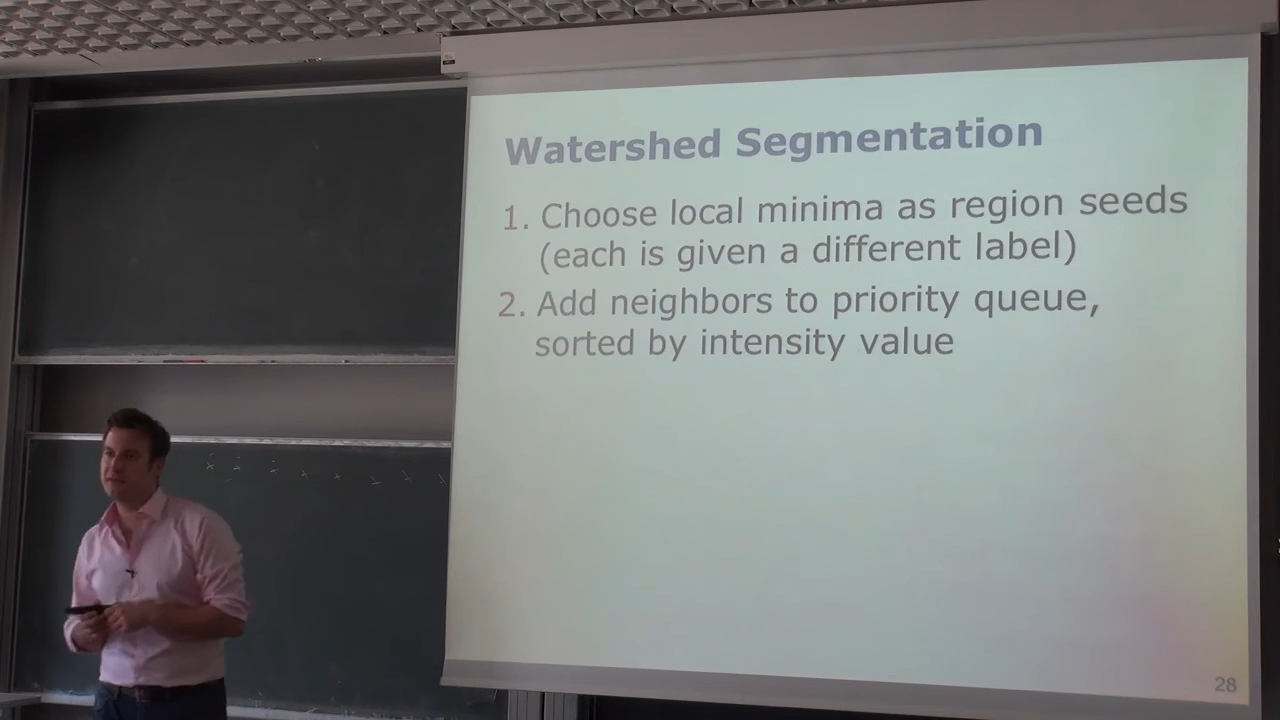 Watershed Segmentation
1. Choose local minima as region seeds
(each is given a different label)
2. Add neighbors to priority queue,
sorted by intensity value
28